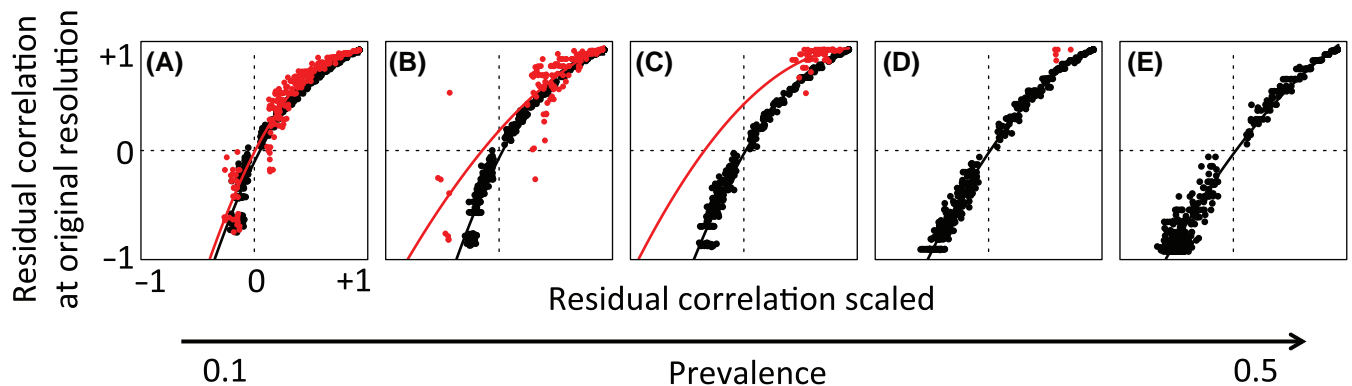 Residual correlation
at original resolution
+1
0
−1
(A)
(B)
(C)
(D)
(E)
−1 0 +1
Residual correlation scaled
0.1 Prevalence 0.5